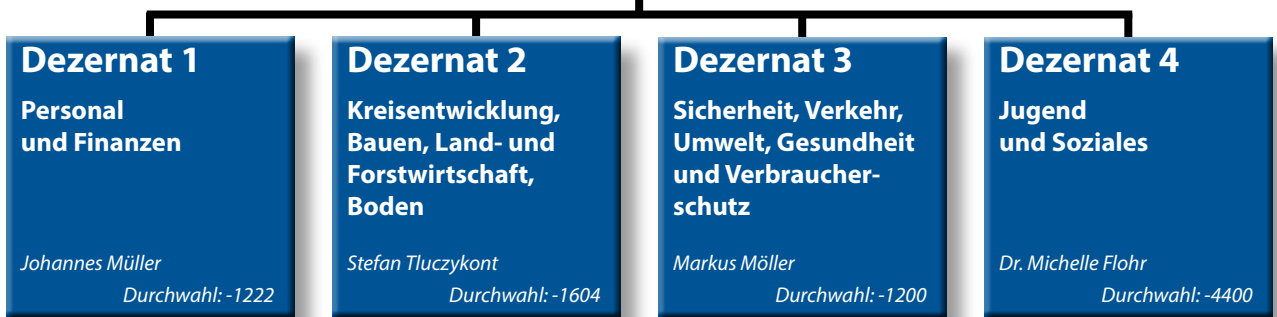 Dezernat 1
Personal
und Finanzen
Johannes Müller
Durchwahl: -1222
Dezernat 2
Kreisentwicklung,
Bauen, Land- und
Forstwirtschaft,
Boden
Stefan Tluczykont
Durchwahl: -1604
Dezernat 3
Sicherheit, Verkehr,
Umwelt, Gesundheit
und Verbraucher-
schutz
Markus Möller
Durchwahl: -1200
Dezernat 4
Jugend
und Soziales
Dr. Michelle Flohr
Durchwahl: -4400